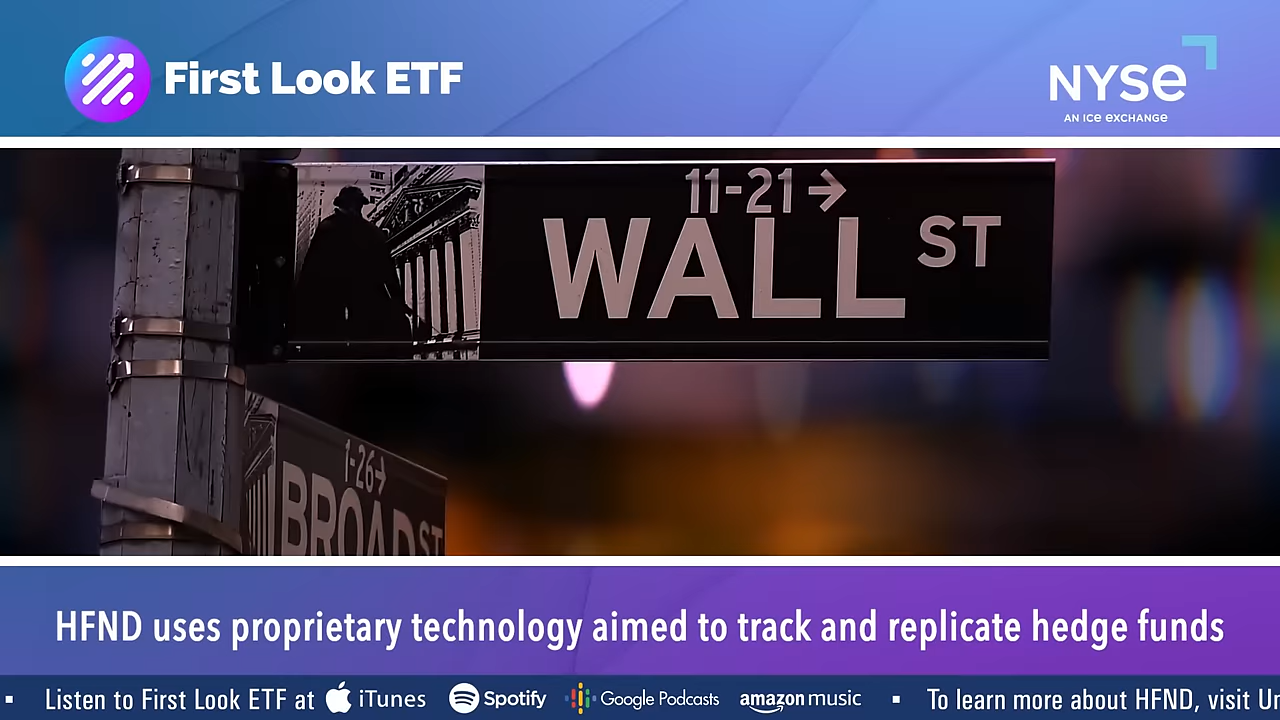 First Look ETF
NYSE
AN ICE EXCHANGE
11-21 →
WALL ST
1-26 →
BROAD ST
HFND uses proprietary technology aimed to track and replicate hedge funds
▪ Listen to First Look ETF at iTunes Spotify Google Podcasts amazon music ▪ To learn more about HFND, visit